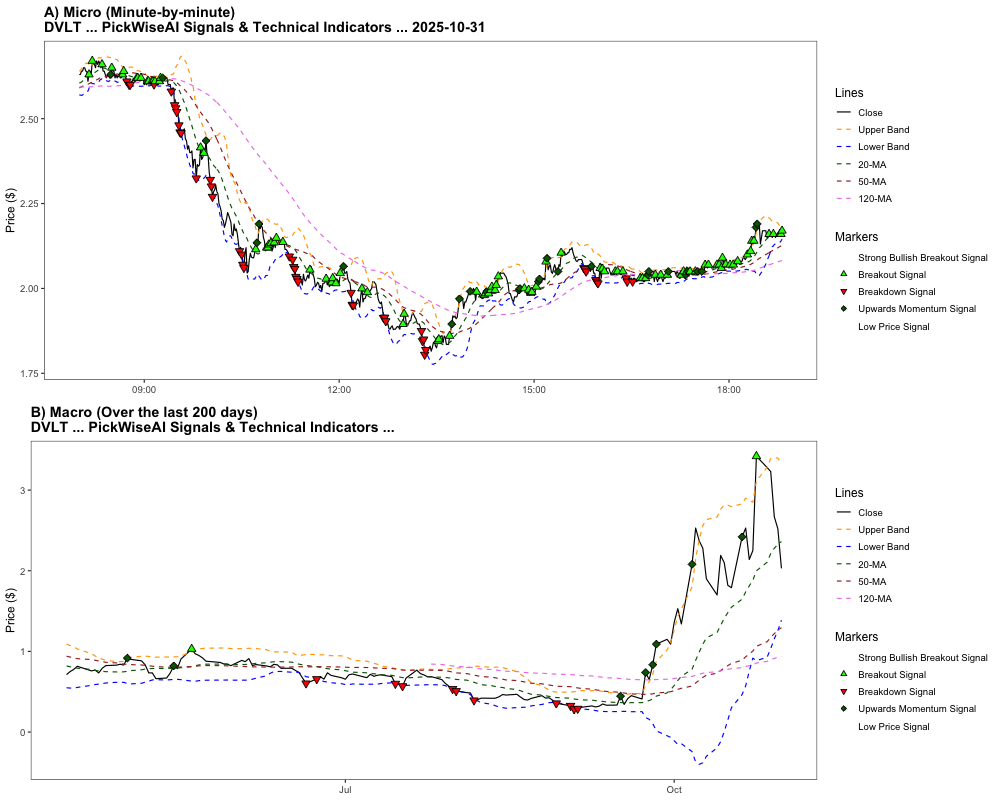 A) Micro (Minute-by-minute)
DVLT ... PickWiseAI Signals & Technical Indicators ... 2025-10-31
Price ($)
2.50
2.25
2.00
1.75
09:00
12:00
15:00
18:00
Lines
Close
Upper Band
Lower Band
20-MA
50-MA
120-MA
Markers
Strong Bullish Breakout Signal
Breakout Signal
Breakdown Signal
Upwards Momentum Signal
Low Price Signal
B) Macro (Over the last 200 days)
DVLT ... PickWiseAI Signals & Technical Indicators ...
Price ($)
3
2
1
0
Jul
Oct
Lines
Close
Upper Band
Lower Band
20-MA
50-MA
120-MA
Markers
Strong Bullish Breakout Signal
Breakout Signal
Breakdown Signal
Upwards Momentum Signal
Low Price Signal